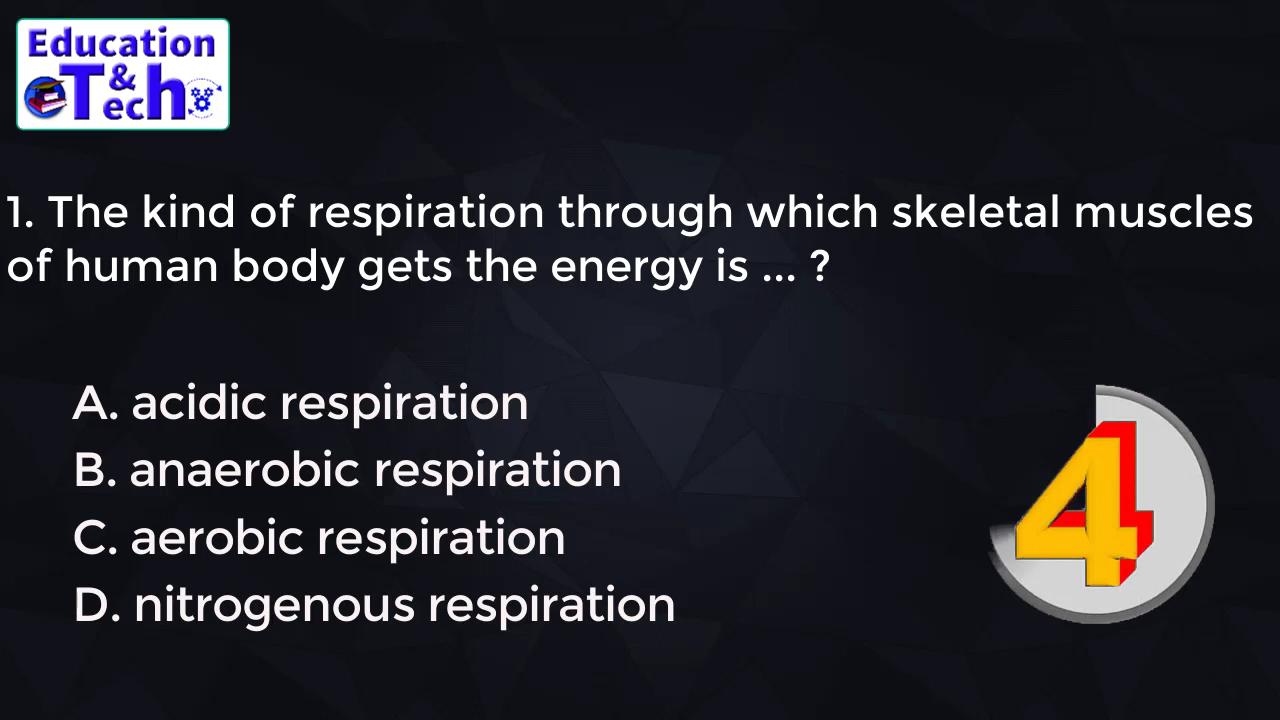 Education
& Tech
1. The kind of respiration through which skeletal muscles
of human body gets the energy is ... ?
A. acidic respiration
B. anaerobic respiration
C. aerobic respiration
D. nitrogenous respiration
4